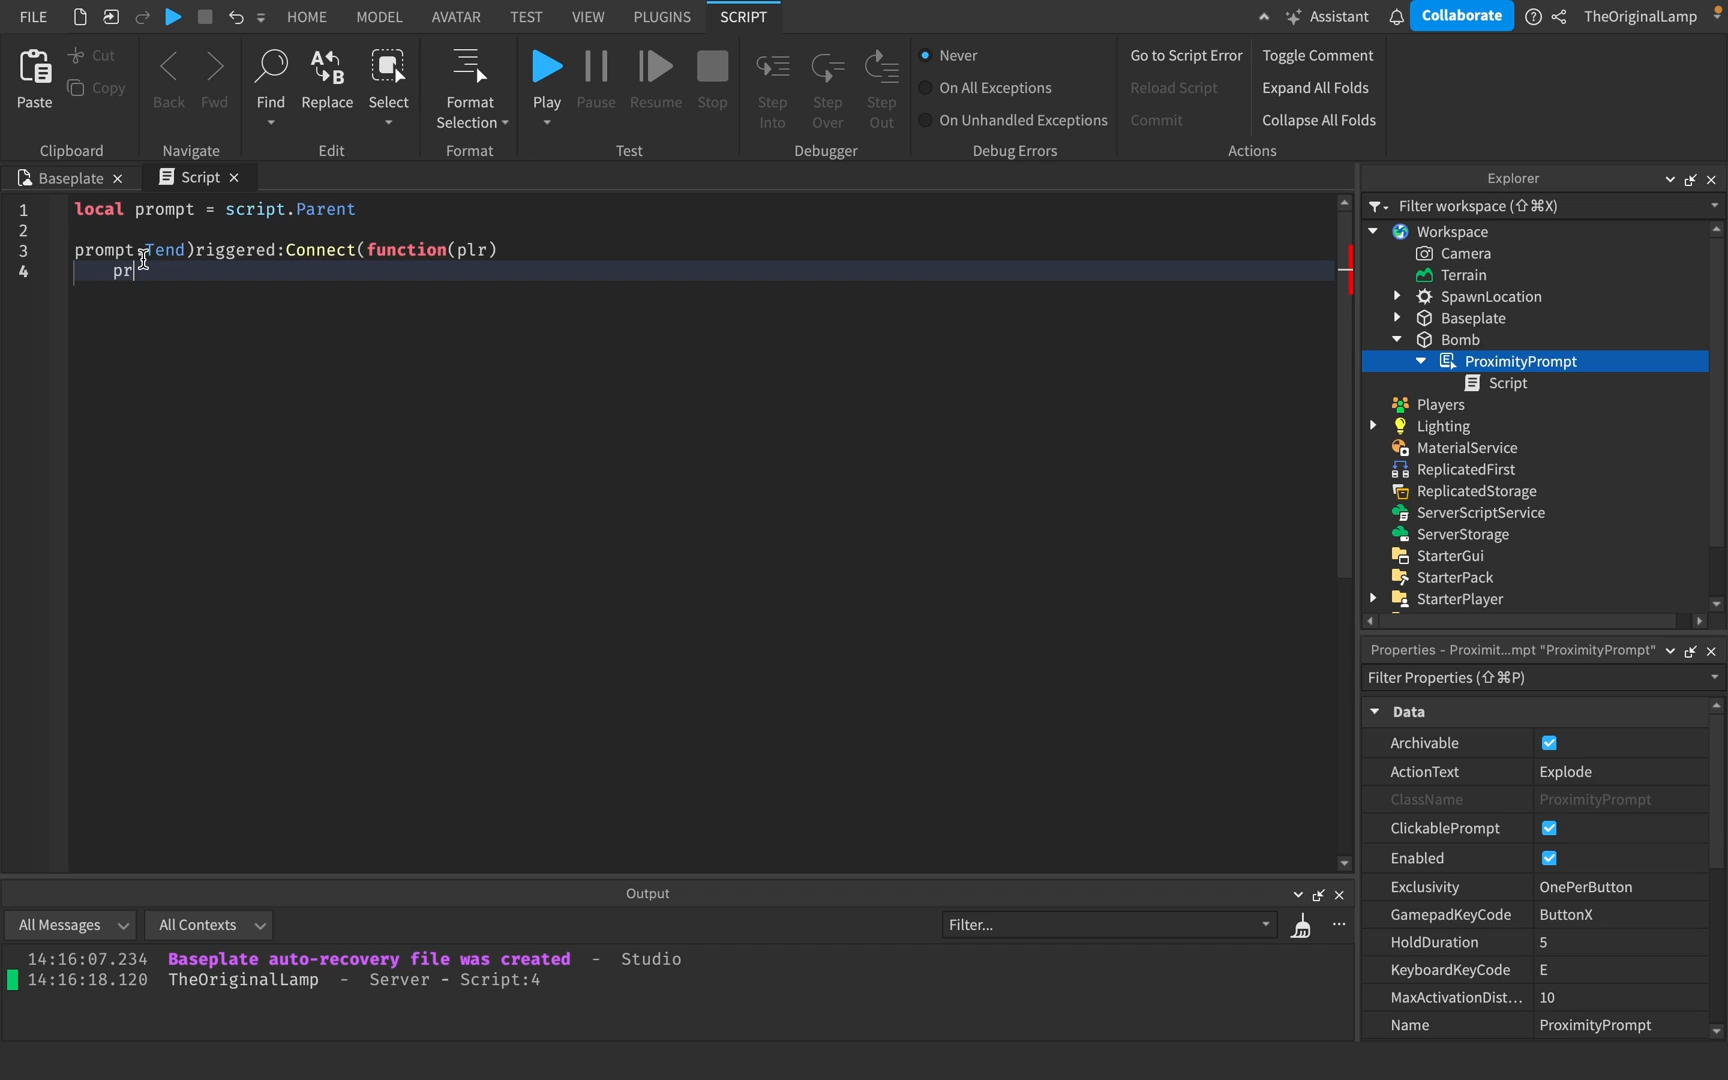 FILE HOME MODEL AVATAR TEST VIEW PLUGINS SCRIPT Assistant Collaborate TheOriginalLamp
Paste Cut Copy Back Fwd Find Replace Select Format Selection Play Pause Resume Stop Step Into Step Over Step Out
Never
On All Exceptions
On Unhandled Exceptions
Go to Script Error
Reload Script
Commit
Toggle Comment
Expand All Folds
Collapse All Folds
Clipboard Navigate Edit Format Test Debugger Debug Errors Actions
Baseplate Script
1 local prompt = script.Parent
2
3 prompt.Tend)riggered:Connect(function(plr)
4 pr
Explorer
Filter workspace (⇧⌘X)
Workspace
Camera
Terrain
SpawnLocation
Baseplate
Bomb
ProximityPrompt
Script
Players
Lighting
MaterialService
ReplicatedFirst
ReplicatedStorage
ServerScriptService
ServerStorage
StarterGui
StarterPack
StarterPlayer
Properties - Proximit...mpt "ProximityPrompt"
Filter Properties (⇧⌘P)
Data
Archivable
ActionText Explode
ClassName ProximityPrompt
ClickablePrompt
Enabled
Exclusivity OnePerButton
GamepadKeyCode ButtonX
HoldDuration 5
KeyboardKeyCode E
MaxActivationDist... 10
Name ProximityPrompt
Output
All Messages All Contexts Filter...
14:16:07.234 Baseplate auto-recovery file was created - Studio
14:16:18.120 TheOriginalLamp - Server - Script:4